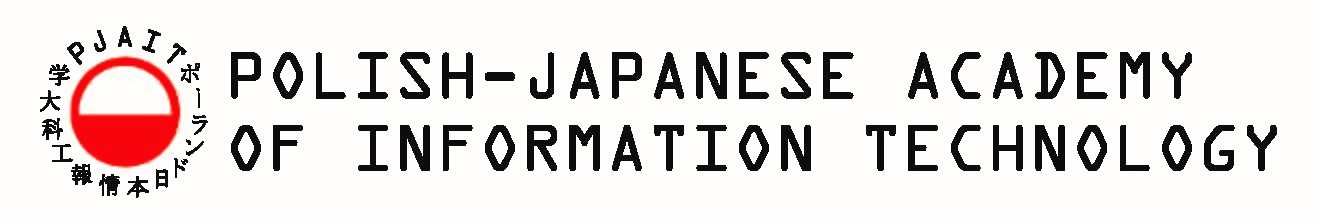 PJAIT
ポーランド日本情報工科大学
POLISH-JAPANESE ACADEMY
OF INFORMATION TECHNOLOGY